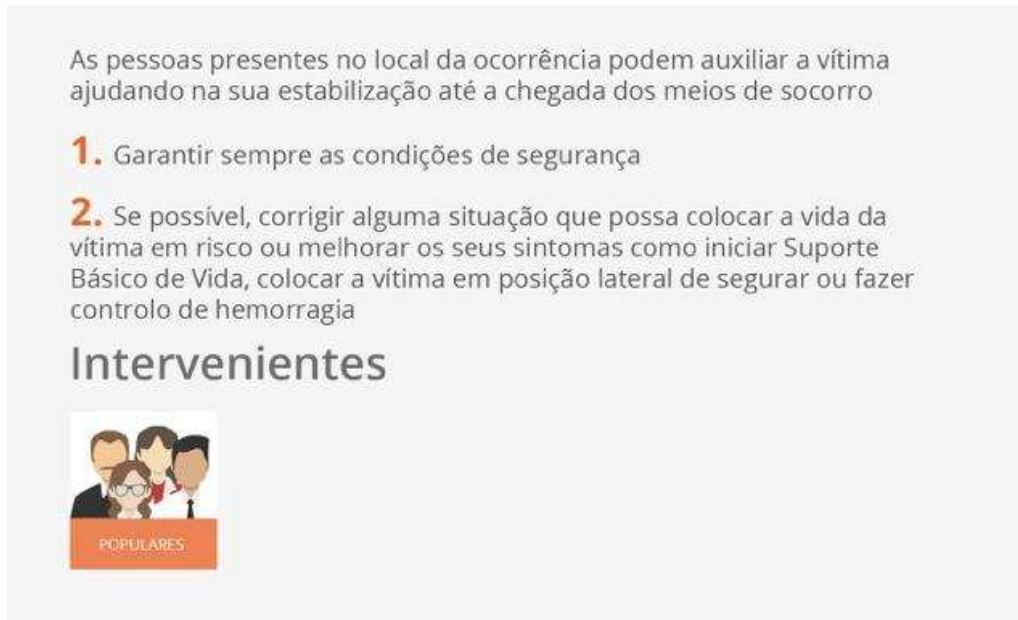 As pessoas presentes no local da ocorrência podem auxiliar a vítima
ajudando na sua estabilização até a chegada dos meios de socorro
1. Garantir sempre as condições de segurança
2. Se possível, corrigir alguma situação que possa colocar a vida da
vítima em risco ou melhorar os seus sintomas como iniciar Suporte
Básico de Vida, colocar a vítima em posição lateral de segurar ou fazer
controlo de hemorragia
Intervenientes
POPULARES